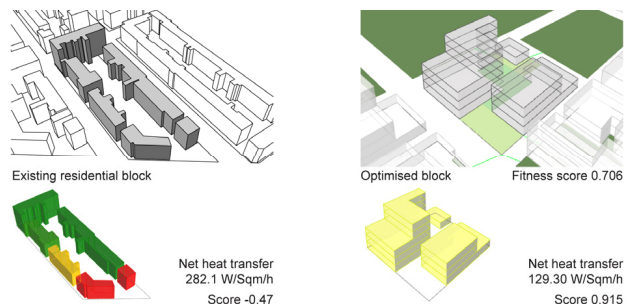 Existing residential block
Optimised block Fitness score 0.706
Net heat transfer
282.1 W/Sqm/h
Score -0.47
Net heat transfer
129.30 W/Sqm/h
Score 0.915